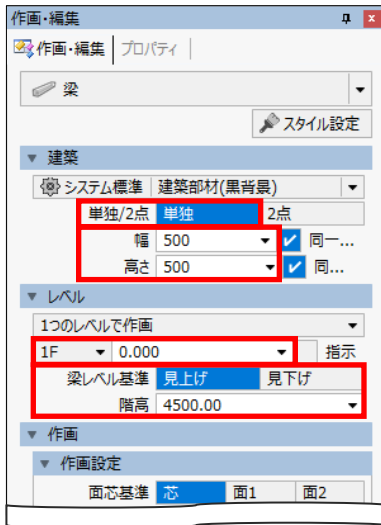 作画・編集
作画・編集 プロパティ
梁
スタイル設定
建築
システム標準 建築部材(黒背景)
単独/2点 単独 2点
幅 500 同一...
高さ 500 同...
レベル
1つのレベルで作画
1F 0.000 指示
梁レベル基準 見上げ 見下げ
階高 4500.00
作画
作画設定
面芯基準 芯 面1 面2